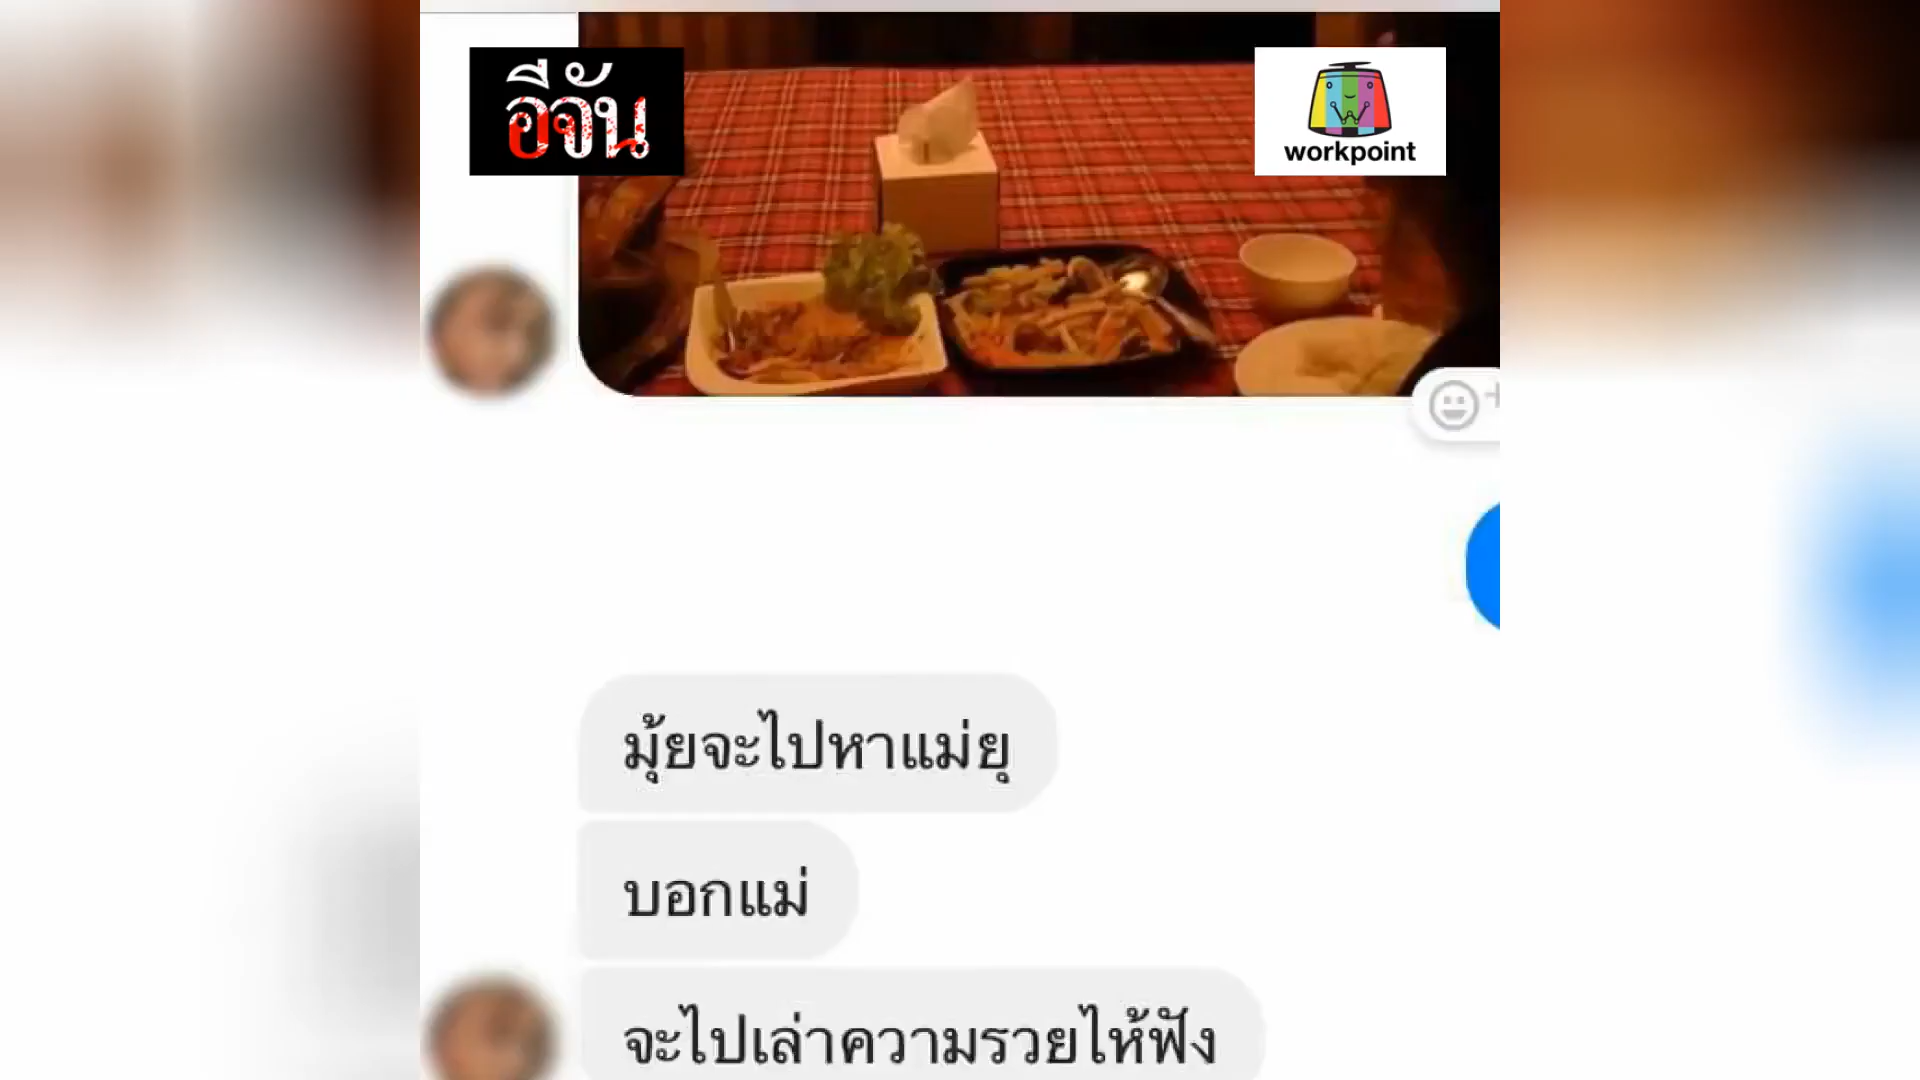 อีจัน
workpoint
มุ้ยจะไปหาแม่ยุ
บอกแม่
จะไปเล่าความรวยไห้ฟัง